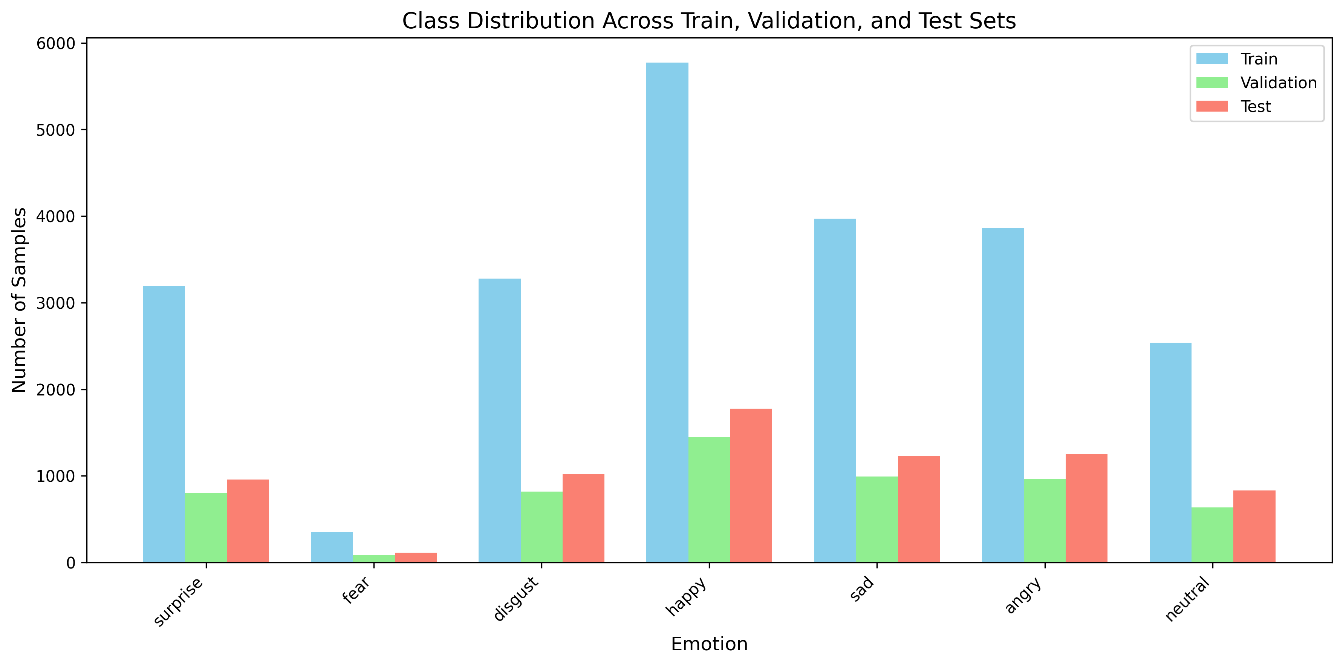 Class Distribution Across Train, Validation, and Test Sets
Train
Validation
Test
Number of Samples
6000
5000
4000
3000
2000
1000
0
surprise
fear
disgust
happy
sad
angry
neutral
Emotion